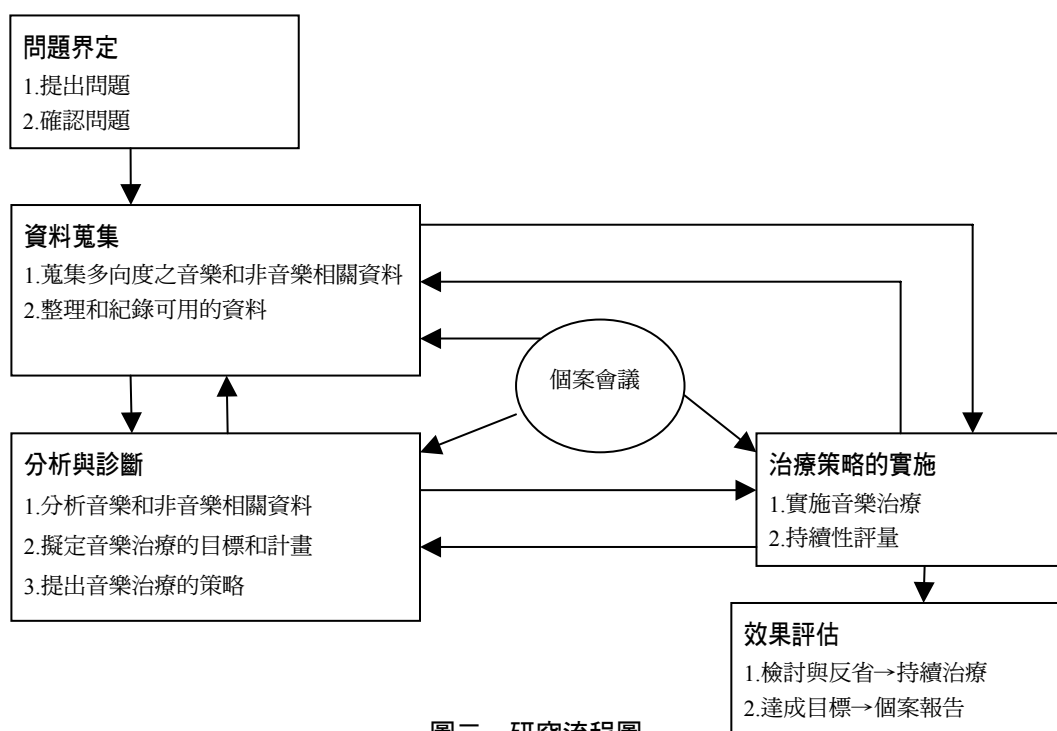 問題界定
1.提出問題
2.確認問題
資料蒐集
1.蒐集多向度之音樂和非音樂相關資料
2.整理和紀錄可用的資料
個案會議
分析與診斷
1.分析音樂和非音樂相關資料
2.擬定音樂治療的目標和計畫
3.提出音樂治療的策略
治療策略的實施
1.實施音樂治療
2.持續性評量
效果評估
1.檢討與反省→持續治療
2.達成目標→個案報告
研究流程圖